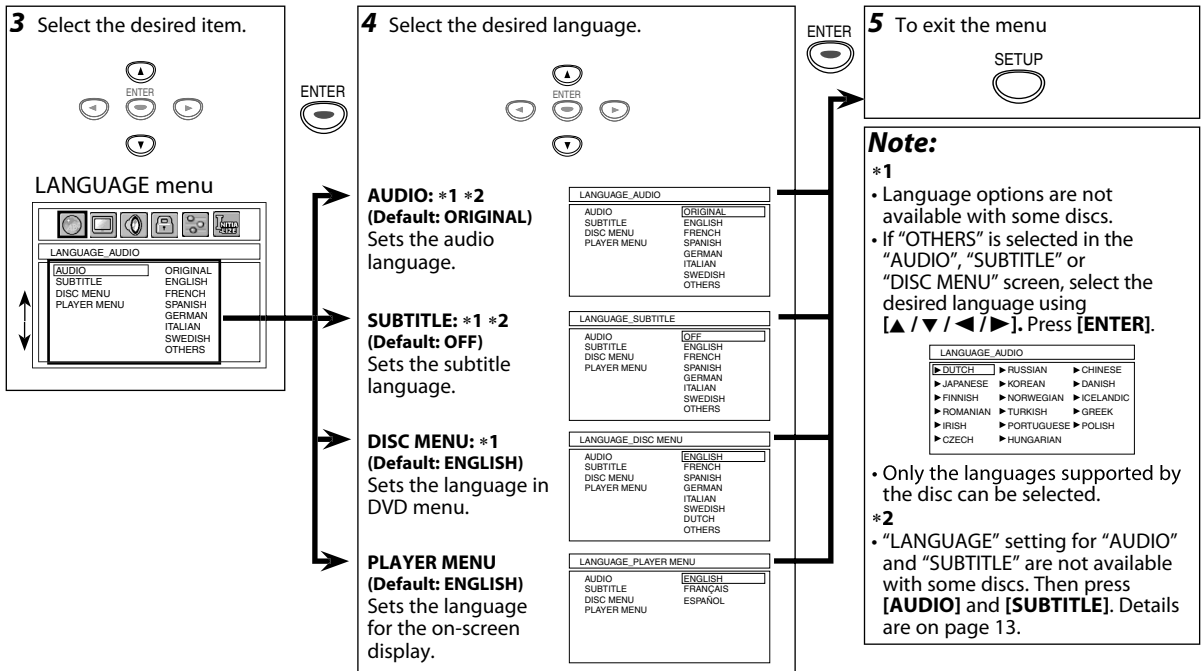 3 Select the desired item.
ENTER
LANGUAGE menu
INITIA
-LIZE
LANGUAGE_AUDIO
AUDIO ORIGINAL
SUBTITLE ENGLISH
DISC MENU FRENCH
PLAYER MENU SPANISH
GERMAN
ITALIAN
SWEDISH
OTHERS
ENTER
4 Select the desired language.
ENTER
AUDIO: *1 *2
(Default: ORIGINAL)
Sets the audio
language.
LANGUAGE_AUDIO
AUDIO ORIGINAL
SUBTITLE ENGLISH
DISC MENU FRENCH
PLAYER MENU SPANISH
GERMAN
ITALIAN
SWEDISH
OTHERS
SUBTITLE: *1 *2
(Default: OFF)
Sets the subtitle
language.
LANGUAGE_SUBTITLE
AUDIO OFF
SUBTITLE ENGLISH
DISC MENU FRENCH
PLAYER MENU SPANISH
GERMAN
ITALIAN
SWEDISH
OTHERS
DISC MENU: *1
(Default: ENGLISH)
Sets the language in
DVD menu.
LANGUAGE_DISC MENU
AUDIO ENGLISH
SUBTITLE FRENCH
DISC MENU SPANISH
PLAYER MENU GERMAN
ITALIAN
SWEDISH
DUTCH
OTHERS
PLAYER MENU
(Default: ENGLISH)
Sets the language
for the on-screen
display.
LANGUAGE_PLAYER MENU
AUDIO ENGLISH
SUBTITLE FRANÇAIS
DISC MENU ESPAÑOL
PLAYER MENU
ENTER
5 To exit the menu
SETUP
Note:
*1
• Language options are not
available with some discs.
• If “OTHERS” is selected in the
“AUDIO”, “SUBTITLE” or
“DISC MENU” screen, select the
desired language using
[▲ / ▼ / ◀ / ▶]. Press [ENTER].
LANGUAGE_AUDIO
▶DUTCH ▶RUSSIAN ▶CHINESE
▶JAPANESE ▶KOREAN ▶DANISH
▶FINNISH ▶NORWEGIAN ▶ICELANDIC
▶ROMANIAN ▶TURKISH ▶GREEK
▶IRISH ▶PORTUGUESE ▶POLISH
▶CZECH ▶HUNGARIAN
• Only the languages supported by
the disc can be selected.
*2
• “LANGUAGE” setting for “AUDIO”
and “SUBTITLE” are not available
with some discs. Then press
[AUDIO] and [SUBTITLE]. Details
are on page 13.